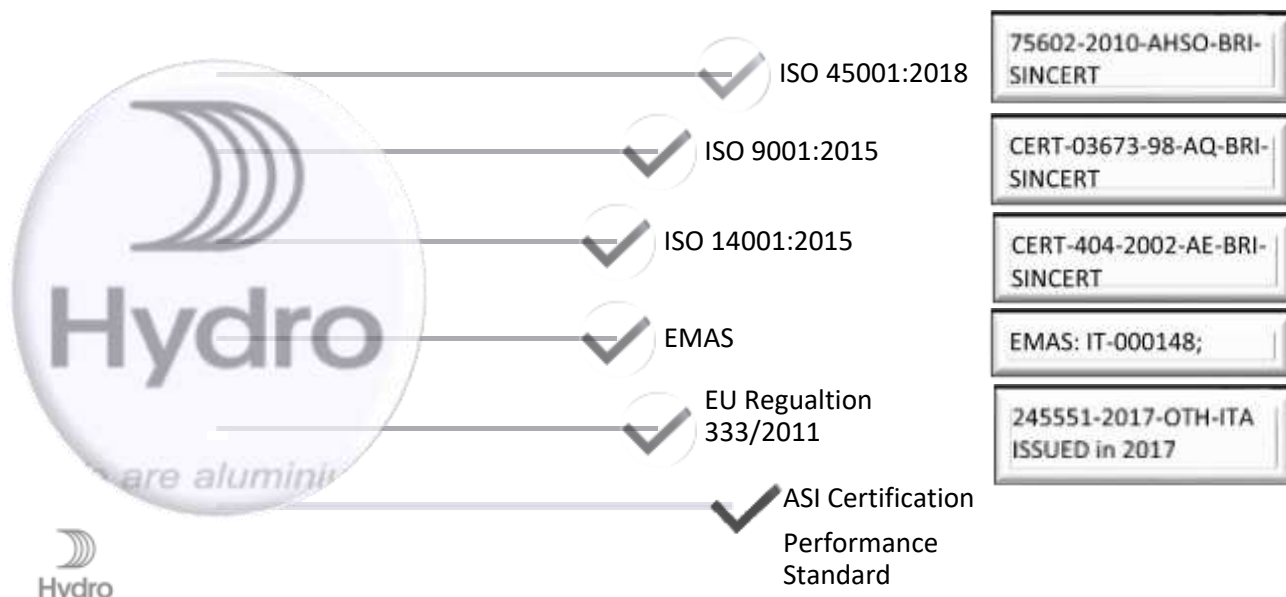 ISO 45001:2018
75602-2010-AHSO-BRI-
SINCERT
ISO 9001:2015
CERT-03673-98-AQ-BRI-
SINCERT
ISO 14001:2015
CERT-404-2002-AE-BRI-
SINCERT
EMAS
EMAS: IT-000148;
EU Regualtion
333/2011
245551-2017-OTH-ITA
ISSUED in 2017
ASI Certification
Performance
Standard
Hydro
are
Hydro